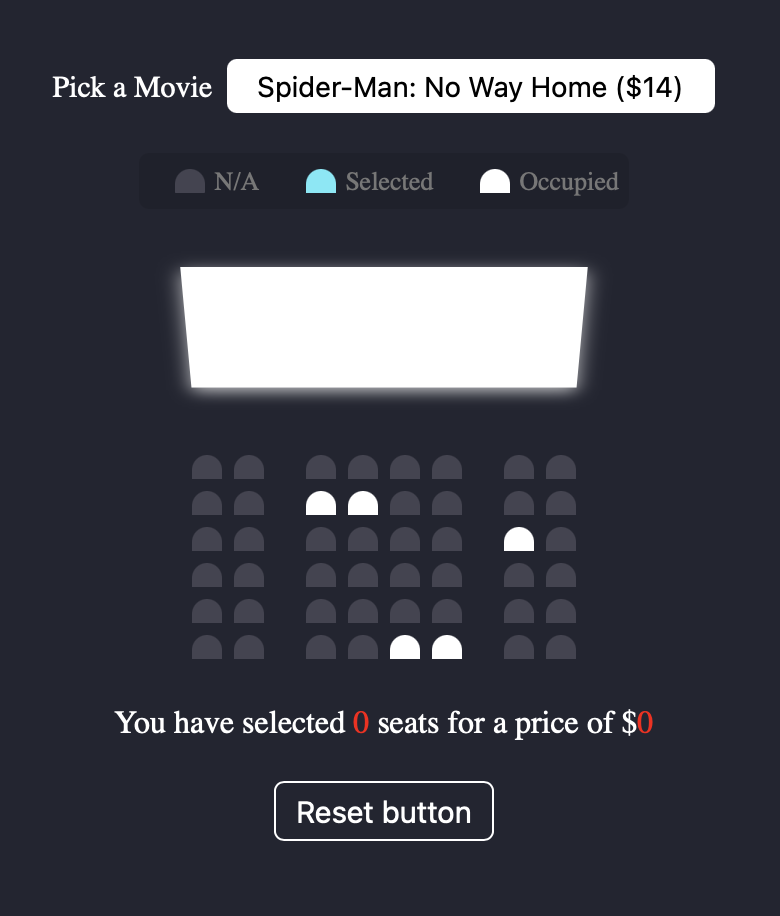 Pick a Movie Spider-Man: No Way Home ($14)
N/A Selected Occupied
You have selected 0 seats for a price of $0
Reset button